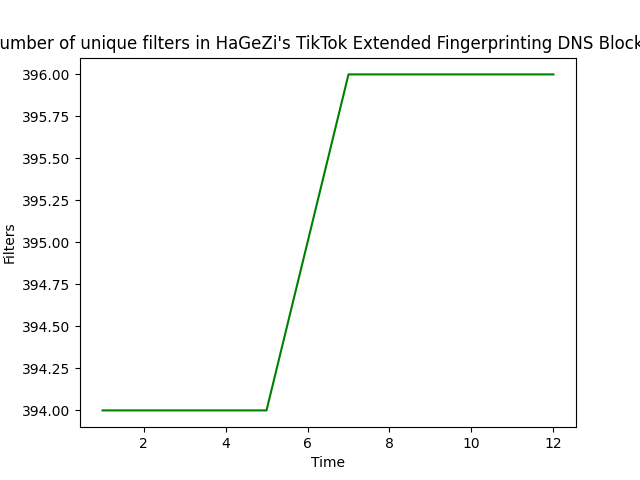 umber of unique filters in HaGeZi's TikTok Extended Fingerprinting DNS Block
396.00
395.75
395.50
395.25
395.00
394.75
394.50
394.25
394.00
Filters
2 4 6 8 10 12
Time